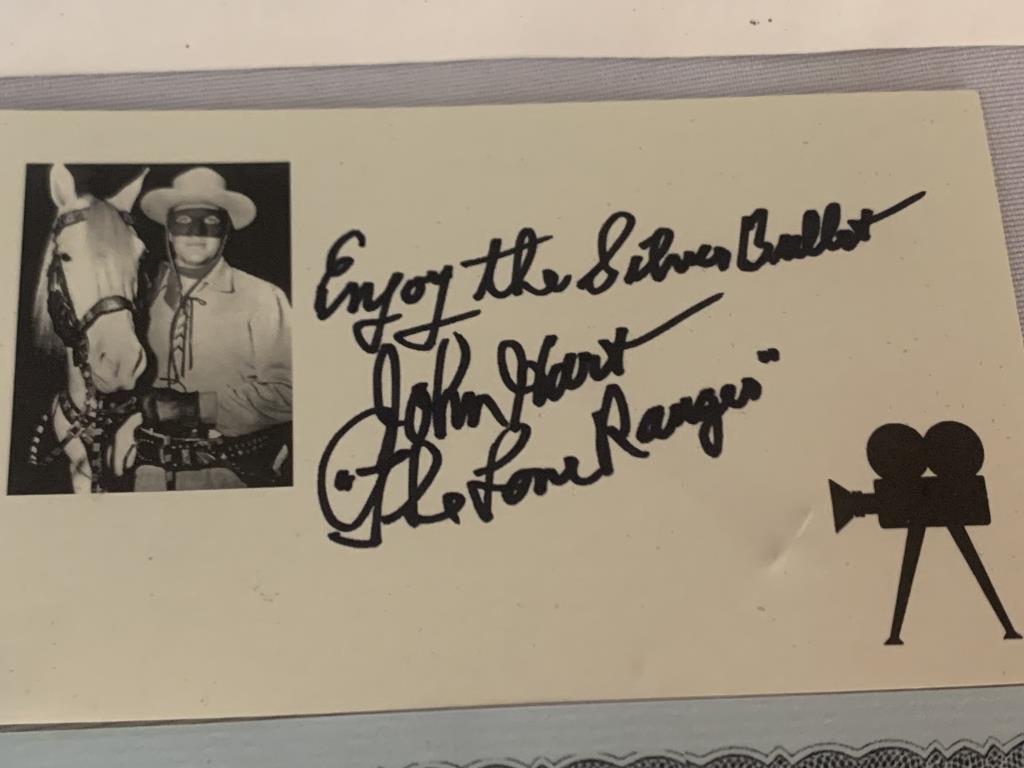 Enjoy the Silver Bullet
John Hart
"The Lone Ranger"